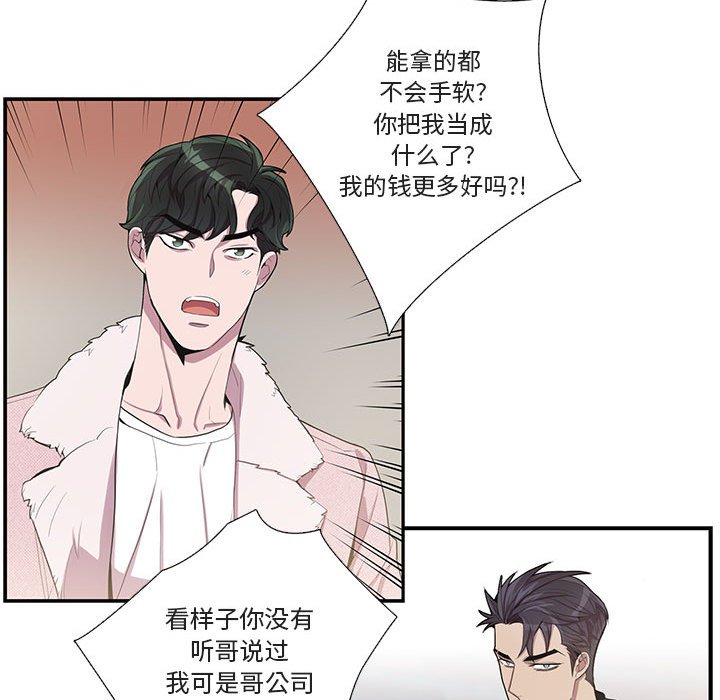 能拿的都
不会手软?
你把我当成
什么了?
我的钱更多好吗?!
看样子你没有
听哥说过
我可是哥公司